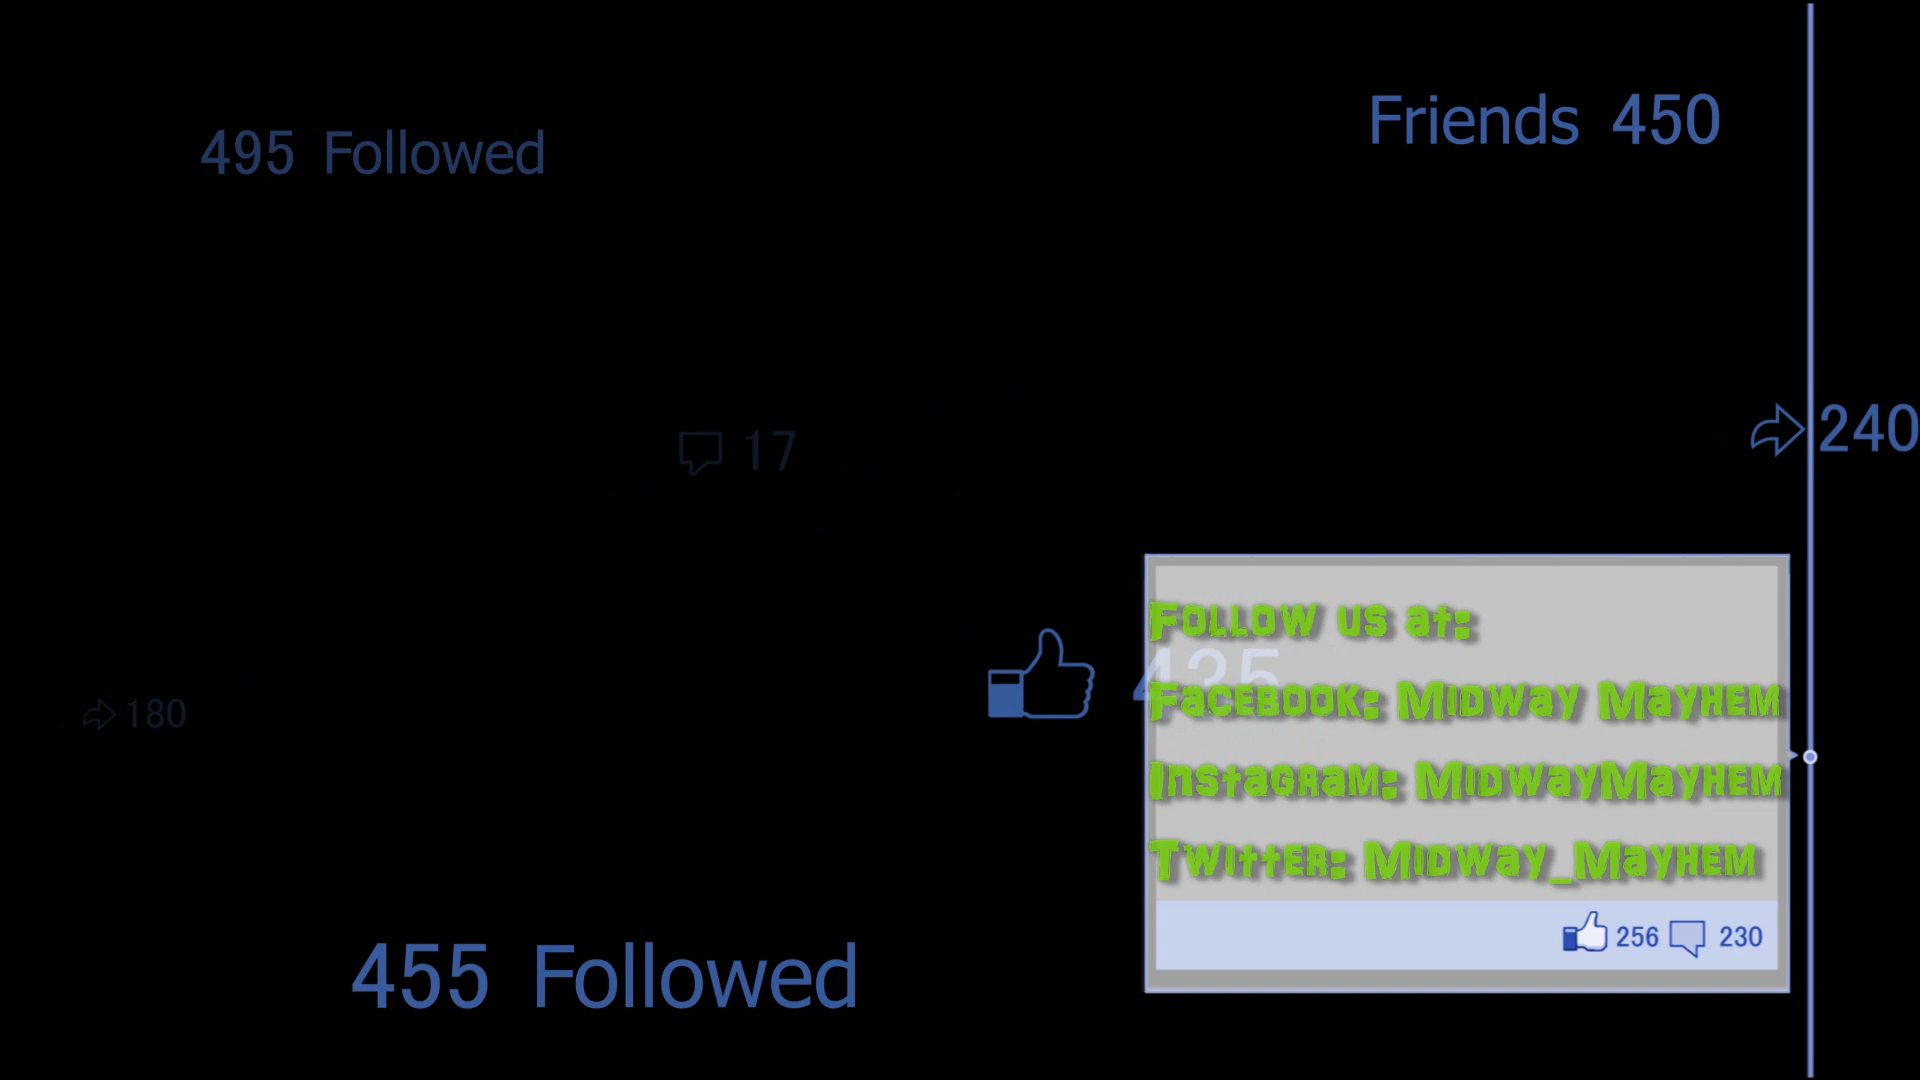 Friends 450
495 Followed
240
17
435
Follow us at:
Facebook: Midway Mayhem
180
Instagram: MidwayMayhem
Twitter: Midway_Mayhem
256 230
455 Followed